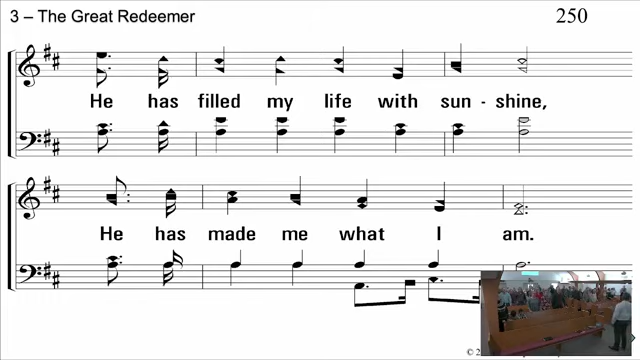 3 – The Great Redeemer
250
He has filled my life with sun - shine,
He has made me what I am.
© 2